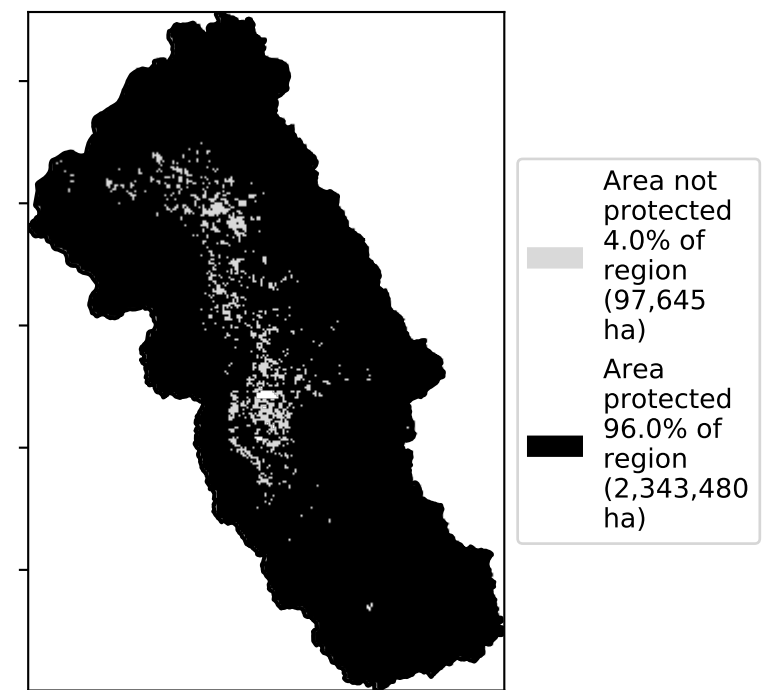 Area not
protected
4.0% of
region
(97,645
ha)
Area
protected
96.0% of
region
(2,343,480
ha)